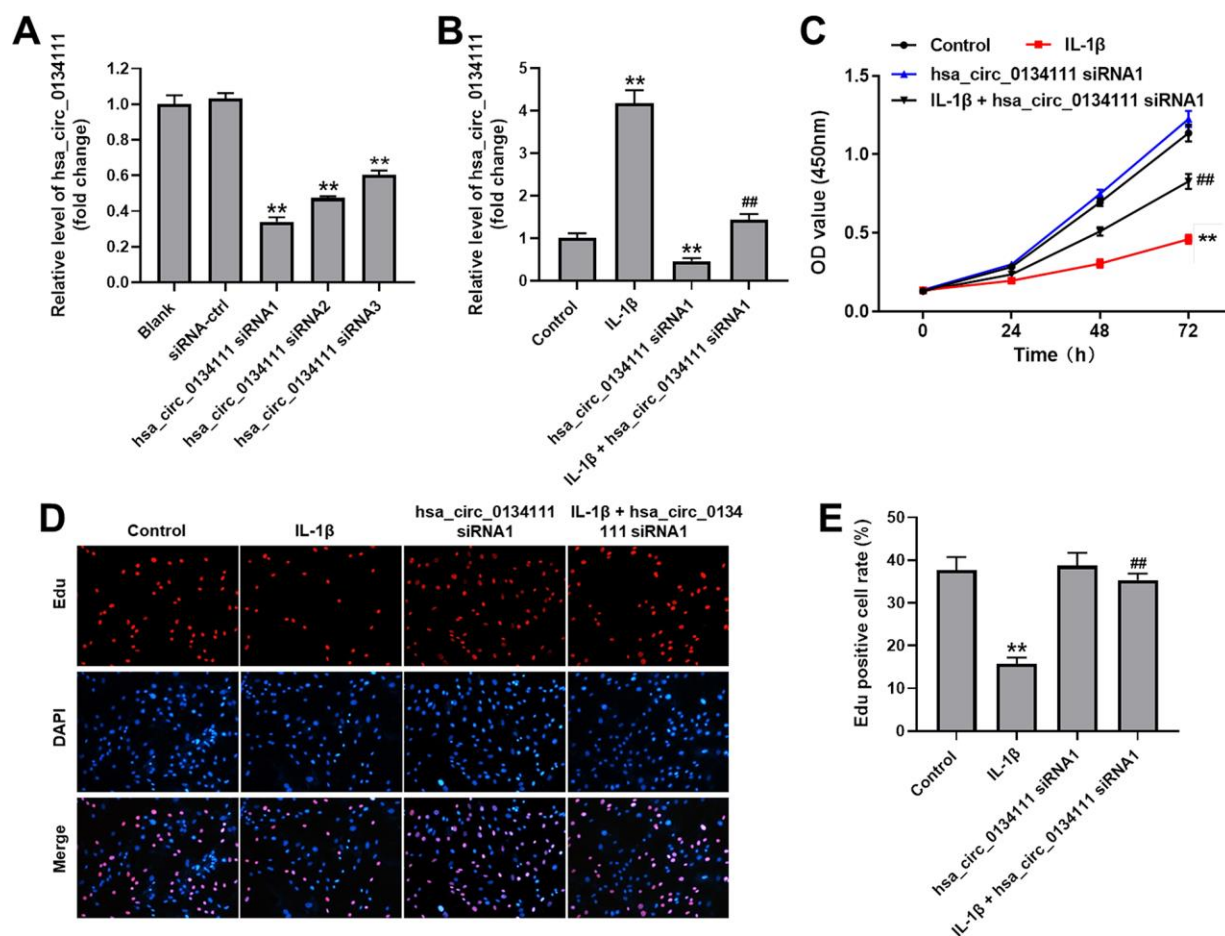 A
Relative level of hsa_circ_0134111
(fold change)
1.2
1.0
0.8
0.6
0.4
0.2
0.0
**
**
**
Blank
siRNA-ctrl
hsa_circ_0134111 siRNA1
hsa_circ_0134111 siRNA2
hsa_circ_0134111 siRNA3
B
Relative level of hsa_circ_0134111
(fold change)
5
4
3
2
1
0
**
**
##
Control
IL-1β
hsa_circ_0134111 siRNA1
IL-1β + hsa_circ_0134111 siRNA1
C
Control
IL-1β
hsa_circ_0134111 siRNA1
IL-1β + hsa_circ_0134111 siRNA1
OD value (450nm)
1.5
1.0
0.5
0.0
##
**
0
24
48
72
Time (h)
D
Control
IL-1β
hsa_circ_0134111
siRNA1
IL-1β + hsa_circ_0134
111 siRNA1
Edu
DAPI
Merge
E
Edu positive cell rate (%)
50
40
30
20
10
0
**
##
Control
IL-1β
hsa_circ_0134111 siRNA1
IL-1β + hsa_circ_0134111 siRNA1